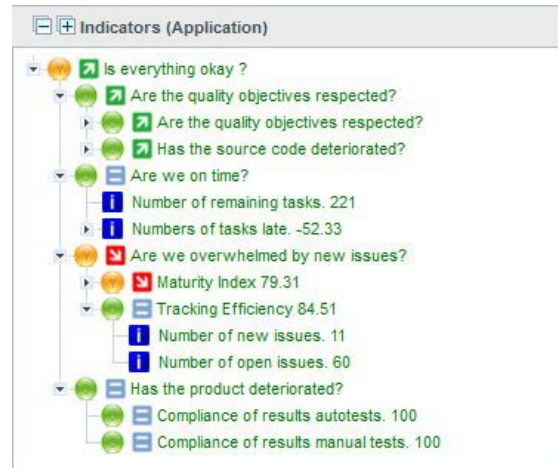 Indicators (Application)
Is everything okay ?
Are the quality objectives respected?
Are the quality objectives respected?
Has the source code deteriorated?
Are we on time?
Number of remaining tasks. 221
Numbers of tasks late. -52.33
Are we overwhelmed by new issues?
Maturity Index 79.31
Tracking Efficiency 84.51
Number of new issues. 11
Number of open issues. 60
Has the product deteriorated?
Compliance of results autotests. 100
Compliance of results manual tests. 100